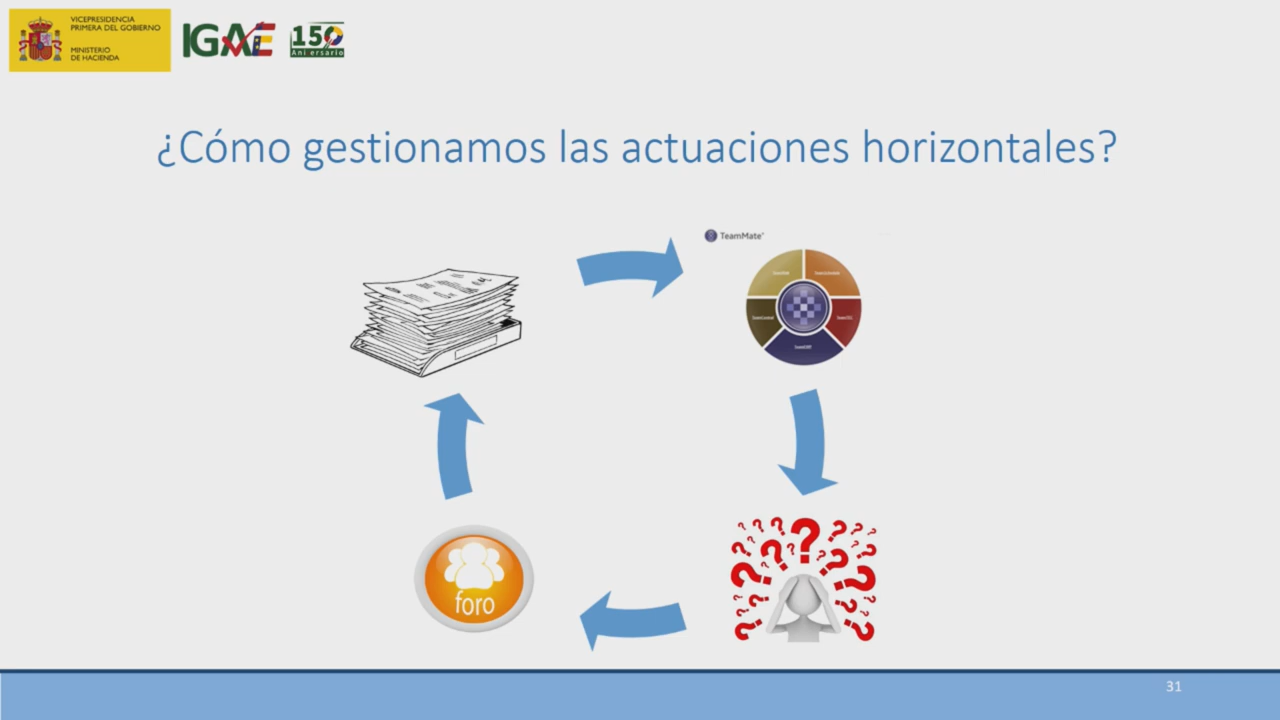 VICEPRESIDENCIA
PRIMERA DEL GOBIERNO
MINISTERIO
DE HACIENDA
IGAE
150
Ani ersario
¿Cómo gestionamos las actuaciones horizontales?
TeamMate
foro
31